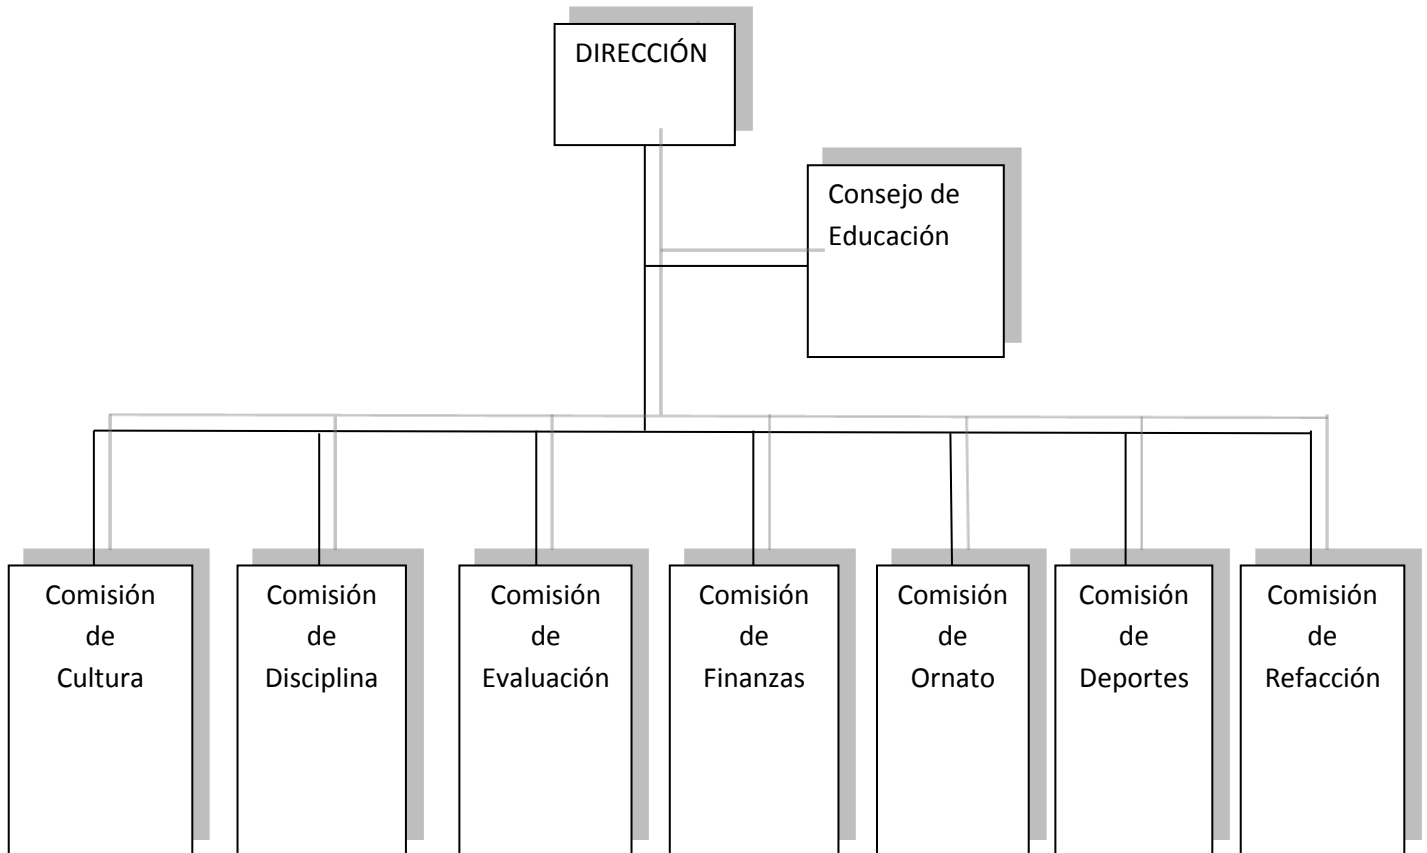 DIRECCIÓN
Consejo de
Educación
Comisión
de
Cultura
Comisión
de
Disciplina
Comisión
de
Evaluación
Comisión
de
Finanzas
Comisión
de
Ornato
Comisión
de
Deportes
Comisión
de
Refacción